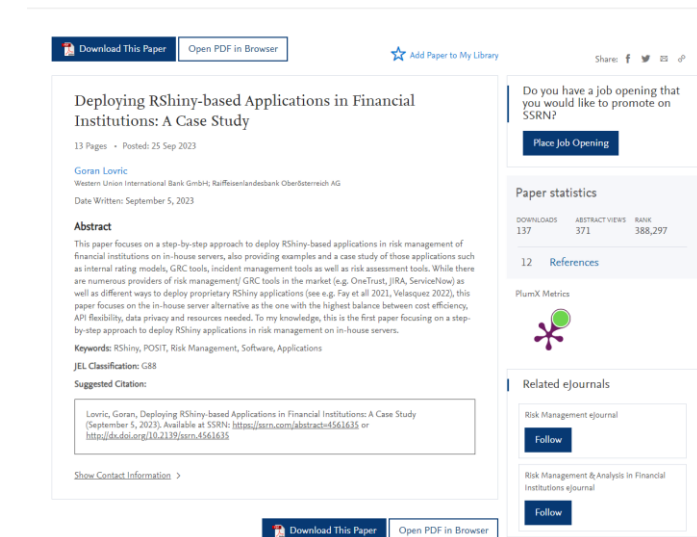 Download This Paper
Open PDF in Browser
Add Paper to My Library
Share:
Deploying RShiny-based Applications in Financial
Institutions: A Case Study
13 Pages • Posted: 25 Sep 2023
Goran Lovric
Western Union International Bank GmbH; Raiffeisenlandesbank Oberösterreich AG
Date Written: September 5, 2023
Abstract
This paper focuses on a step-by-step approach to deploy RShiny-based applications in risk management of
financial institutions on in-house servers, also providing examples and a case study of those applications such
as internal rating models, GRC tools, incident management tools as well as risk assessment tools. While there
are numerous providers of risk management/ GRC tools in the market (e.g. OneTrust, JIRA, ServiceNow) as
well as different ways to deploy proprietary RShiny applications (see e.g. Fay et all 2021, Velasquez 2022), this
paper focuses on the in-house server alternative as the one with the highest balance between cost efficiency,
API flexibility, data privacy and resources needed. To my knowledge, this is the first paper focusing on a step-
by-step approach to deploy RShiny applications in risk management on in-house servers.
Keywords: RShiny, POSIT, Risk Management, Software, Applications
JEL Classification: G88
Suggested Citation:
Lovric, Goran, Deploying RShiny-based Applications in Financial Institutions: A Case Study
(September 5, 2023). Available at SSRN: https://ssrn.com/abstract=4561635 or
http://dx.doi.org/10.2139/ssrn.4561635
Show Contact Information >
Download This Paper
Open PDF in Browser
Do you have a job opening that
you would like to promote on
SSRN?
Place Job Opening
Paper statistics
DOWNLOADS ABSTRACT VIEWS RANK
137 371 388,297
12 References
PlumX Metrics
Related eJournals
Risk Management eJournal
Follow
Risk Management & Analysis in Financial
Institutions eJournal
Follow